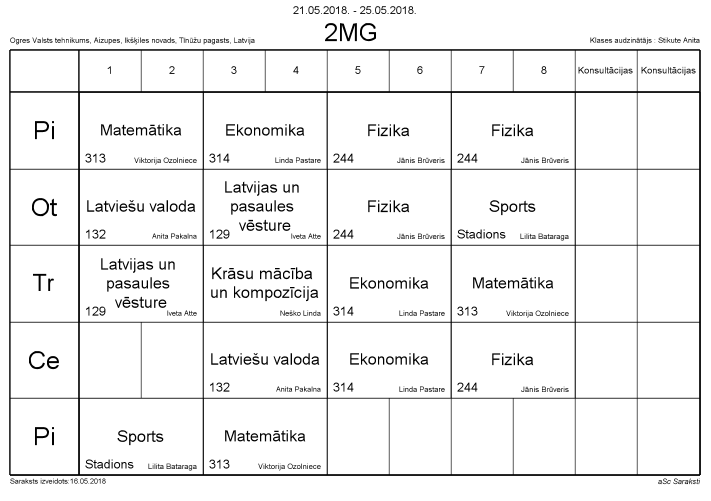 21.05.2018. - 25.05.2018.
2MG
Ogres Valsts tehnikums, Aizupes, Ikšķiles novads, Tīnūžu pagasts, Latvija
Klases audzinātājs : Stikute Anita
1 2 3 4 5 6 7 8 Konsultācijas Konsultācijas
Pi
Matemātika
313 Viktorija Ozolniece
Ekonomika
314 Linda Pastare
Fizika
244 Jānis Brūveris
Fizika
244 Jānis Brūveris
Ot
Latviešu valoda
132 Anita Pakalna
Latvijas un
pasaules
vēsture
129 Iveta Atte
Fizika
244 Jānis Brūveris
Sports
Stadions Lilita Bataraga
Tr
Latvijas un
pasaules
vēsture
129 Iveta Atte
Krāsu mācība
un kompozīcija
Neško Linda
Ekonomika
314 Linda Pastare
Matemātika
313 Viktorija Ozolniece
Ce
Latviešu valoda
132 Anita Pakalna
Ekonomika
314 Linda Pastare
Fizika
244 Jānis Brūveris
Pi
Sports
Stadions Lilita Bataraga
Matemātika
313 Viktorija Ozolniece
Saraksts izveidots:16.05.2018
aSc Saraksti